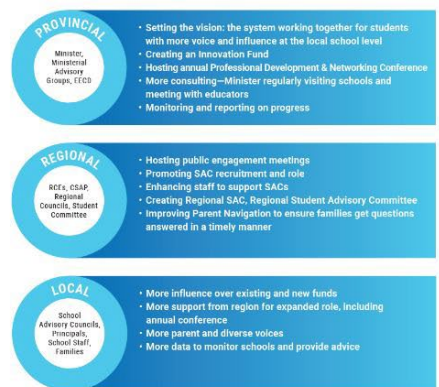 PROVINCIAL
Minister,
Ministerial
Advisory
Groups, EECD
• Setting the vision: the system working together for students
with more voice and influence at the local school level
• Creating an Innovation Fund
• Hosting annual Professional Development & Networking Conference
• More consulting—Minister regularly visiting schools and
meeting with educators
• Monitoring and reporting on progress
REGIONAL
RCEs, CSAP,
Regional
Councils, Student
Committee
• Hosting public engagement meetings
• Promoting SAC recruitment and role
• Enhancing staff to support SACs
• Creating Regional SAC, Regional Student Advisory Committee
• Improving Parent Navigation to ensure families get questions
answered in a timely manner
LOCAL
School
Advisory Councils,
Principals,
School Staff,
Families
• More influence over existing and new funds
• More support from region for expanded role, including
annual conference
• More parent and diverse voices
• More data to monitor schools and provide advice